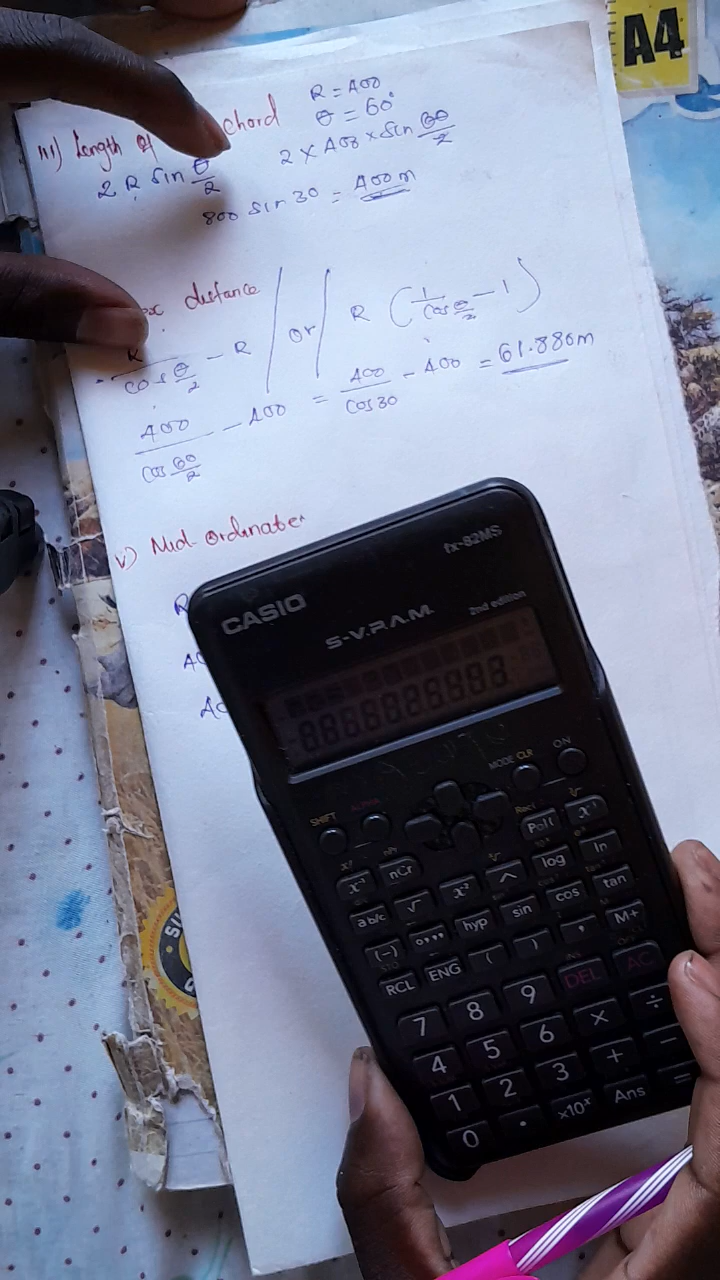 A4
R = 400
θ = 60°
iii) Length of chord
2 R sin θ/2
2 × 400 × sin 60/2
800 sin 30 = 400m
distance
R/cos θ/2 - R / or / R (1/cos θ/2 - 1)
400/cos 60/2 - 400 = 400/cos 30 - 400 = 61.880m
v) Mid-ordinate
R
CASIO
fx-82MS
S-V.P.A.M.
2nd edition
MODE CLR ON
SHIFT ALPHA
Pol( x⁻¹
nCr
x³ log ln
ab/c √ x² ^
hyp sin cos tan
(-) °,,, ( ) , M+
RCL ENG
7 8 9 DEL AC
4 5 6 × ÷
1 2 3 + −
0 . ×10ˣ Ans =